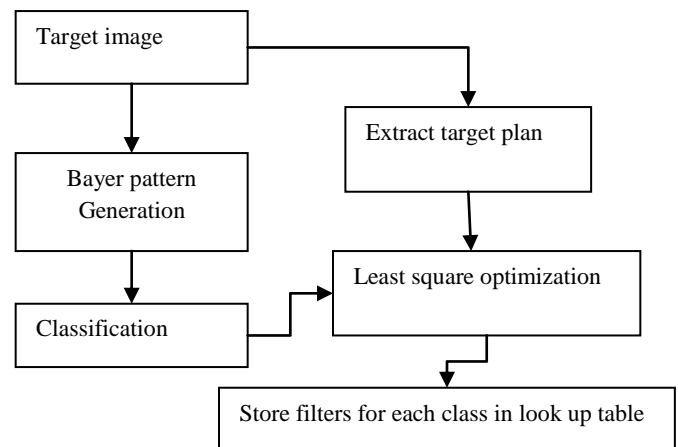 Target image
Extract target plan
Bayer pattern
Generation
Least square optimization
Classification
Store filters for each class in look up table